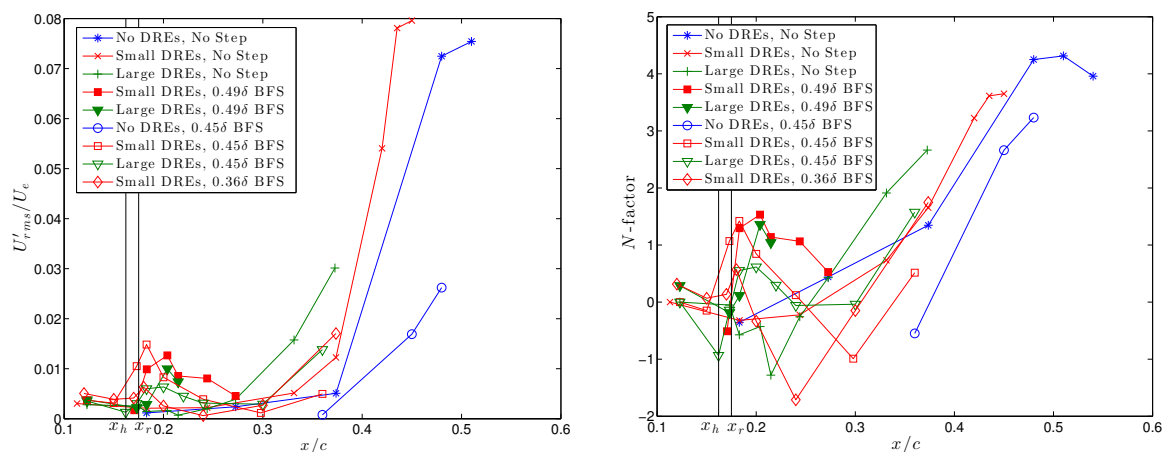 0.08
0.07
0.06
0.05
0.04
0.03
0.02
0.01
0
U′rms/Ue
No DREs, No Step
Small DREs, No Step
Large DREs, No Step
Small DREs, 0.49δ BFS
Large DREs, 0.49δ BFS
No DREs, 0.45δ BFS
Small DREs, 0.45δ BFS
Large DREs, 0.45δ BFS
Small DREs, 0.36δ BFS
0.1 xh xr 0.2 0.3 0.4 0.5 0.6
x/c
5
4
3
2
1
0
−1
−2
N-factor
No DREs, No Step
Small DREs, No Step
Large DREs, No Step
Small DREs, 0.49δ BFS
Large DREs, 0.49δ BFS
No DREs, 0.45δ BFS
Small DREs, 0.45δ BFS
Large DREs, 0.45δ BFS
Small DREs, 0.36δ BFS
0.1 xh xr 0.2 0.3 0.4 0.5 0.6
x/c